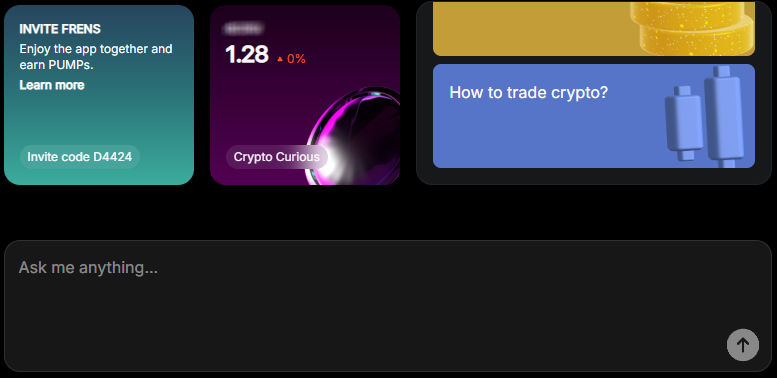 INVITE FRENS
Enjoy the app together and
earn PUMPs.
Learn more
Invite code D4424
1.28 0%
Crypto Curious
How to trade crypto?
Ask me anything...